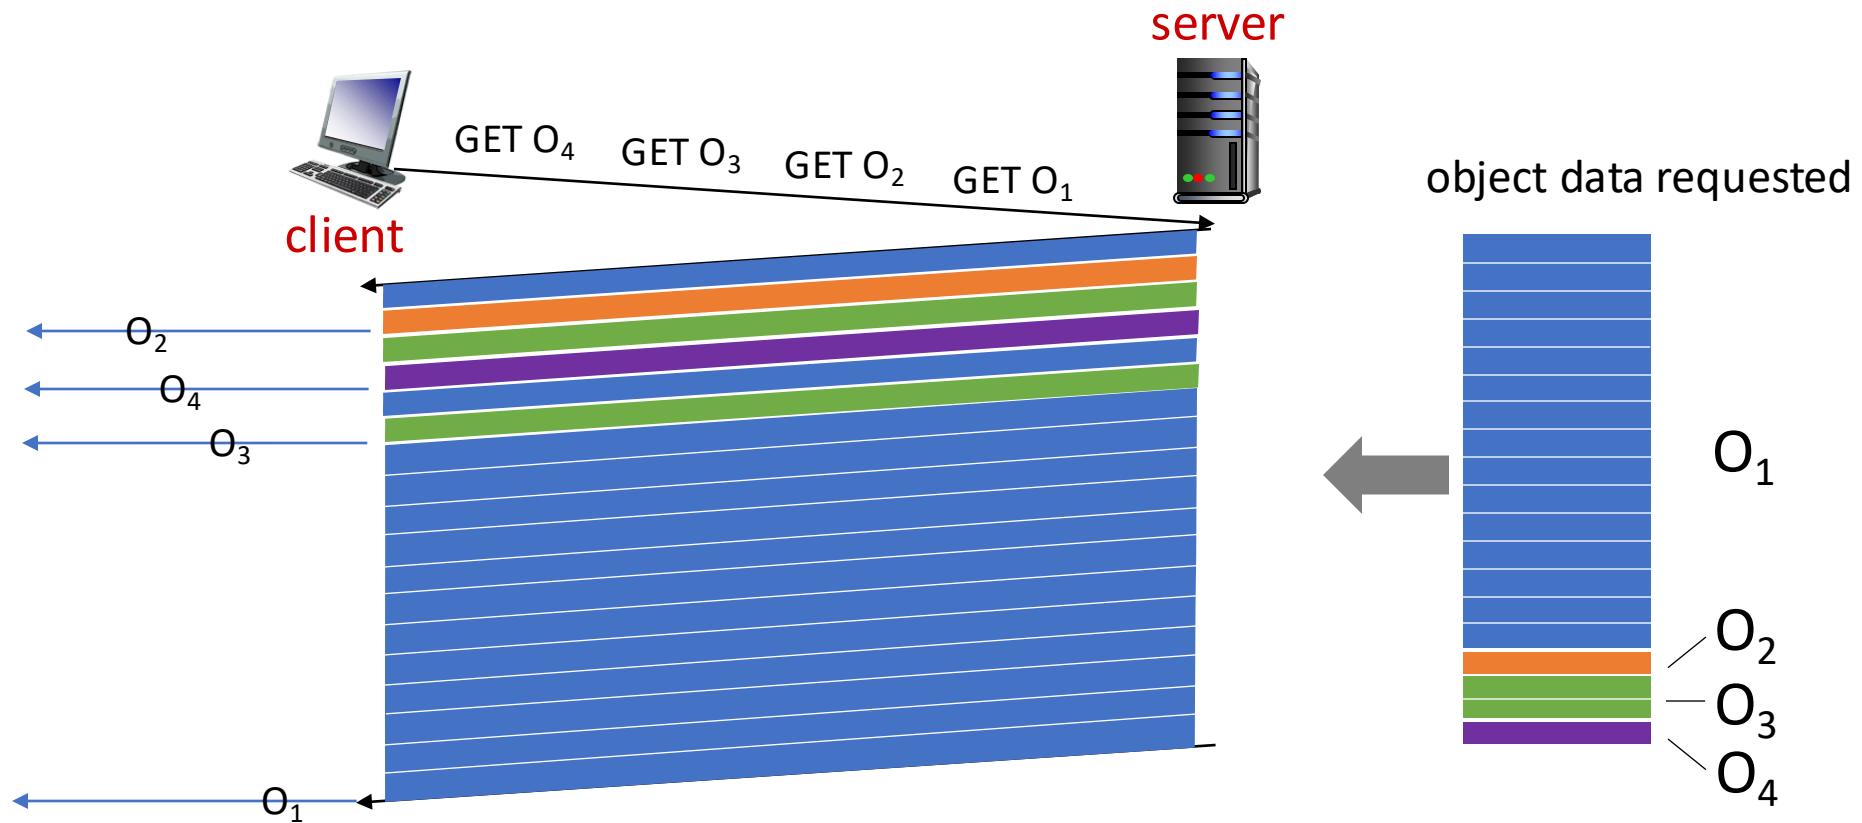 server
GET O₄
GET O₃
GET O₂
GET O₁
object data requested
client
O₂
O₄
O₃
O₁
O₁
O₂
O₃
O₄